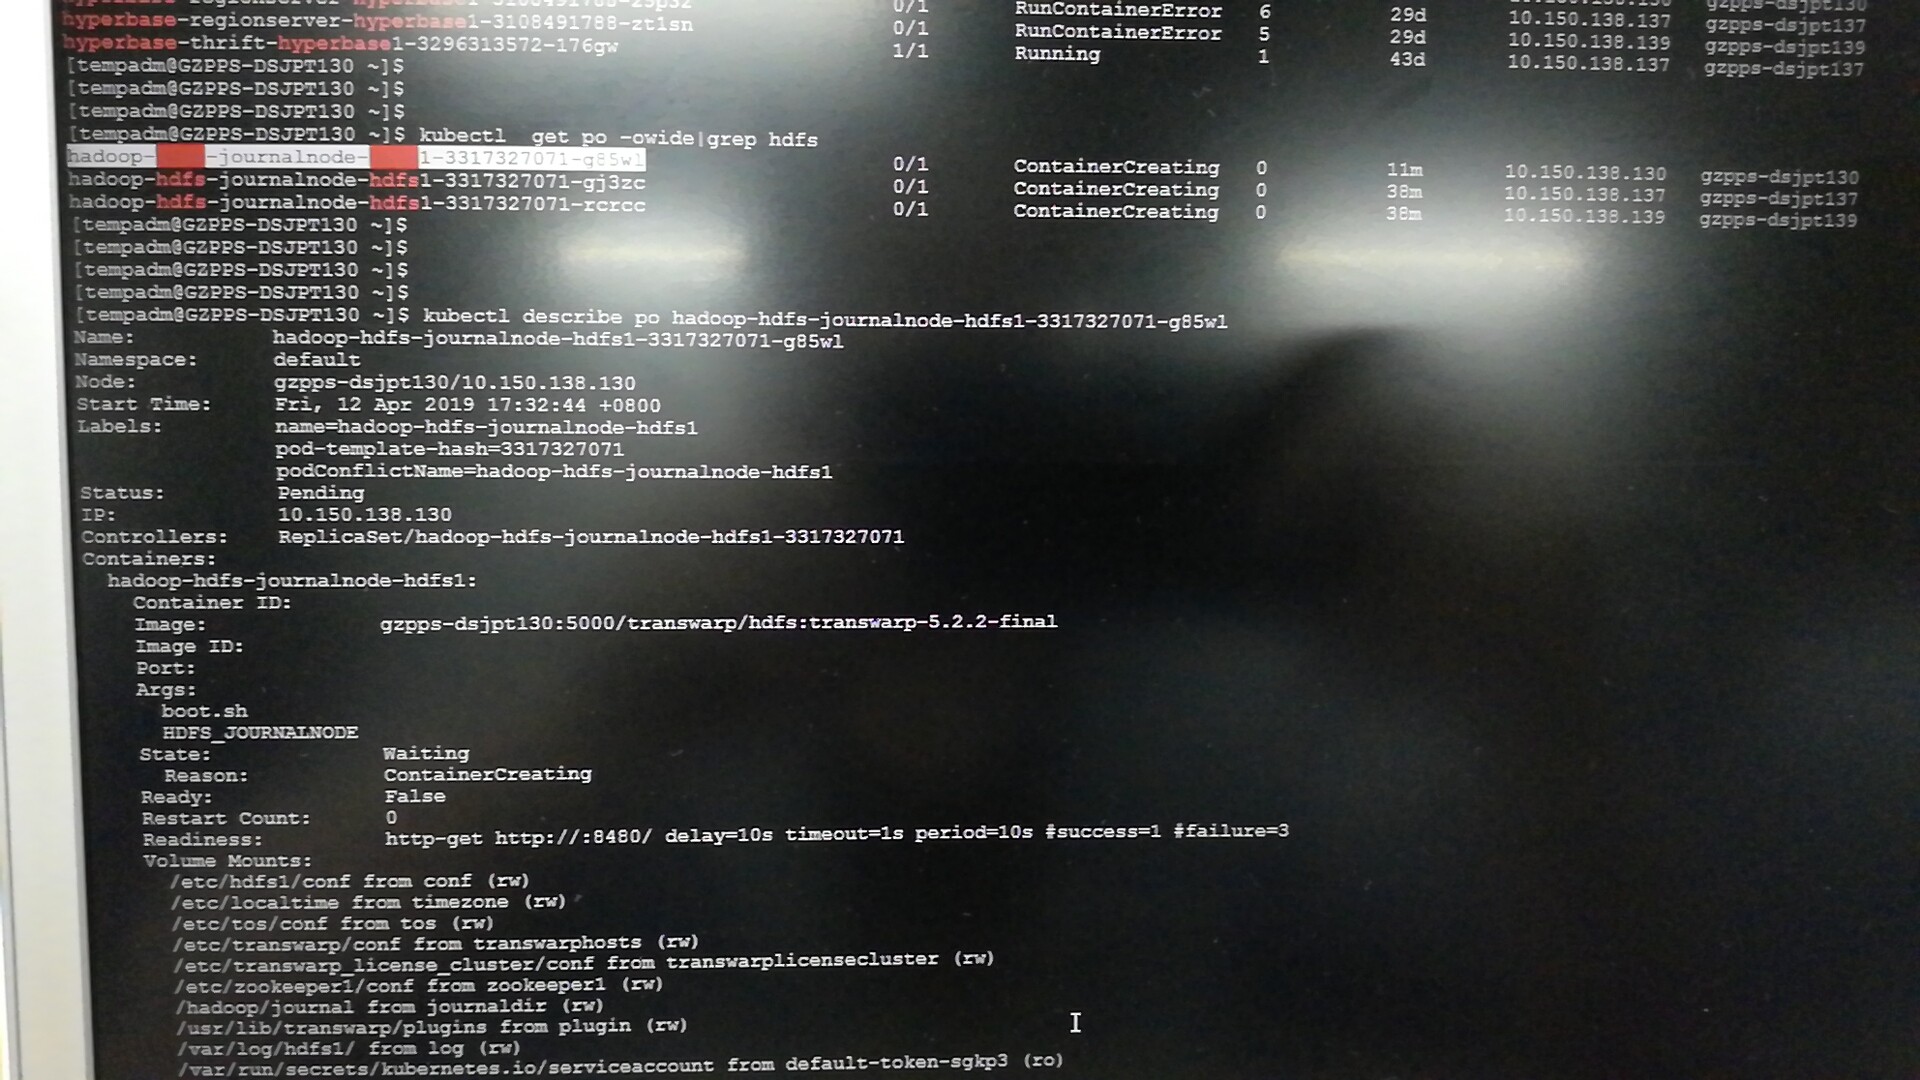 hyperbase-regionserver-hyperbase1-3108491788-zt1sn 0/1 RunContainerError 6 29d 10.150.138.137 gzpps-dsjpt137
0/1 RunContainerError 5 29d 10.150.138.139 gzpps-dsjpt139
hyperbase-thrift-hyperbase1-3296313572-176gw 1/1 Running 1 43d 10.150.138.137 gzpps-dsjpt137
[tempadm@GZPPS-DSJPT130 ~]$
[tempadm@GZPPS-DSJPT130 ~]$
[tempadm@GZPPS-DSJPT130 ~]$
[tempadm@GZPPS-DSJPT130 ~]$ kubectl  get po -owide|grep hdfs
hadoop- -journalnode- 1-3317327071-g85wl 0/1 ContainerCreating 0 11m 10.150.138.130 gzpps-dsjpt130
hadoop-hdfs-journalnode-hdfs1-3317327071-gj3zc 0/1 ContainerCreating 0 38m 10.150.138.137 gzpps-dsjpt137
hadoop-hdfs-journalnode-hdfs1-3317327071-rcrcc 0/1 ContainerCreating 0 38m 10.150.138.139 gzpps-dsjpt139
[tempadm@GZPPS-DSJPT130 ~]$
[tempadm@GZPPS-DSJPT130 ~]$
[tempadm@GZPPS-DSJPT130 ~]$
[tempadm@GZPPS-DSJPT130 ~]$
[tempadm@GZPPS-DSJPT130 ~]$ kubectl describe po hadoop-hdfs-journalnode-hdfs1-3317327071-g85wl
Name: hadoop-hdfs-journalnode-hdfs1-3317327071-g85wl
Namespace: default
Node: gzpps-dsjpt130/10.150.138.130
Start Time: Fri, 12 Apr 2019 17:32:44 +0800
Labels: name=hadoop-hdfs-journalnode-hdfs1
pod-template-hash=3317327071
podConflictName=hadoop-hdfs-journalnode-hdfs1
Status: Pending
IP: 10.150.138.130
Controllers: ReplicaSet/hadoop-hdfs-journalnode-hdfs1-3317327071
Containers:
hadoop-hdfs-journalnode-hdfs1:
Container ID:
Image: gzpps-dsjpt130:5000/transwarp/hdfs:transwarp-5.2.2-final
Image ID:
Port:
Args:
boot.sh
HDFS_JOURNALNODE
State: Waiting
Reason: ContainerCreating
Ready: False
Restart Count: 0
Readiness: http-get http://:8480/ delay=10s timeout=1s period=10s #success=1 #failure=3
Volume Mounts:
/etc/hdfs1/conf from conf (rw)
/etc/localtime from timezone (rw)
/etc/tos/conf from tos (rw)
/etc/transwarp/conf from transwarphosts (rw)
/etc/transwarp_license_cluster/conf from transwarplicensecluster (rw)
/etc/zookeeper1/conf from zookeeper1 (rw)
/hadoop/journal from journaldir (rw)
/usr/lib/transwarp/plugins from plugin (rw)
/var/log/hdfs1/ from log (rw)
/var/run/secrets/kubernetes.io/serviceaccount from default-token-sgkp3 (ro)